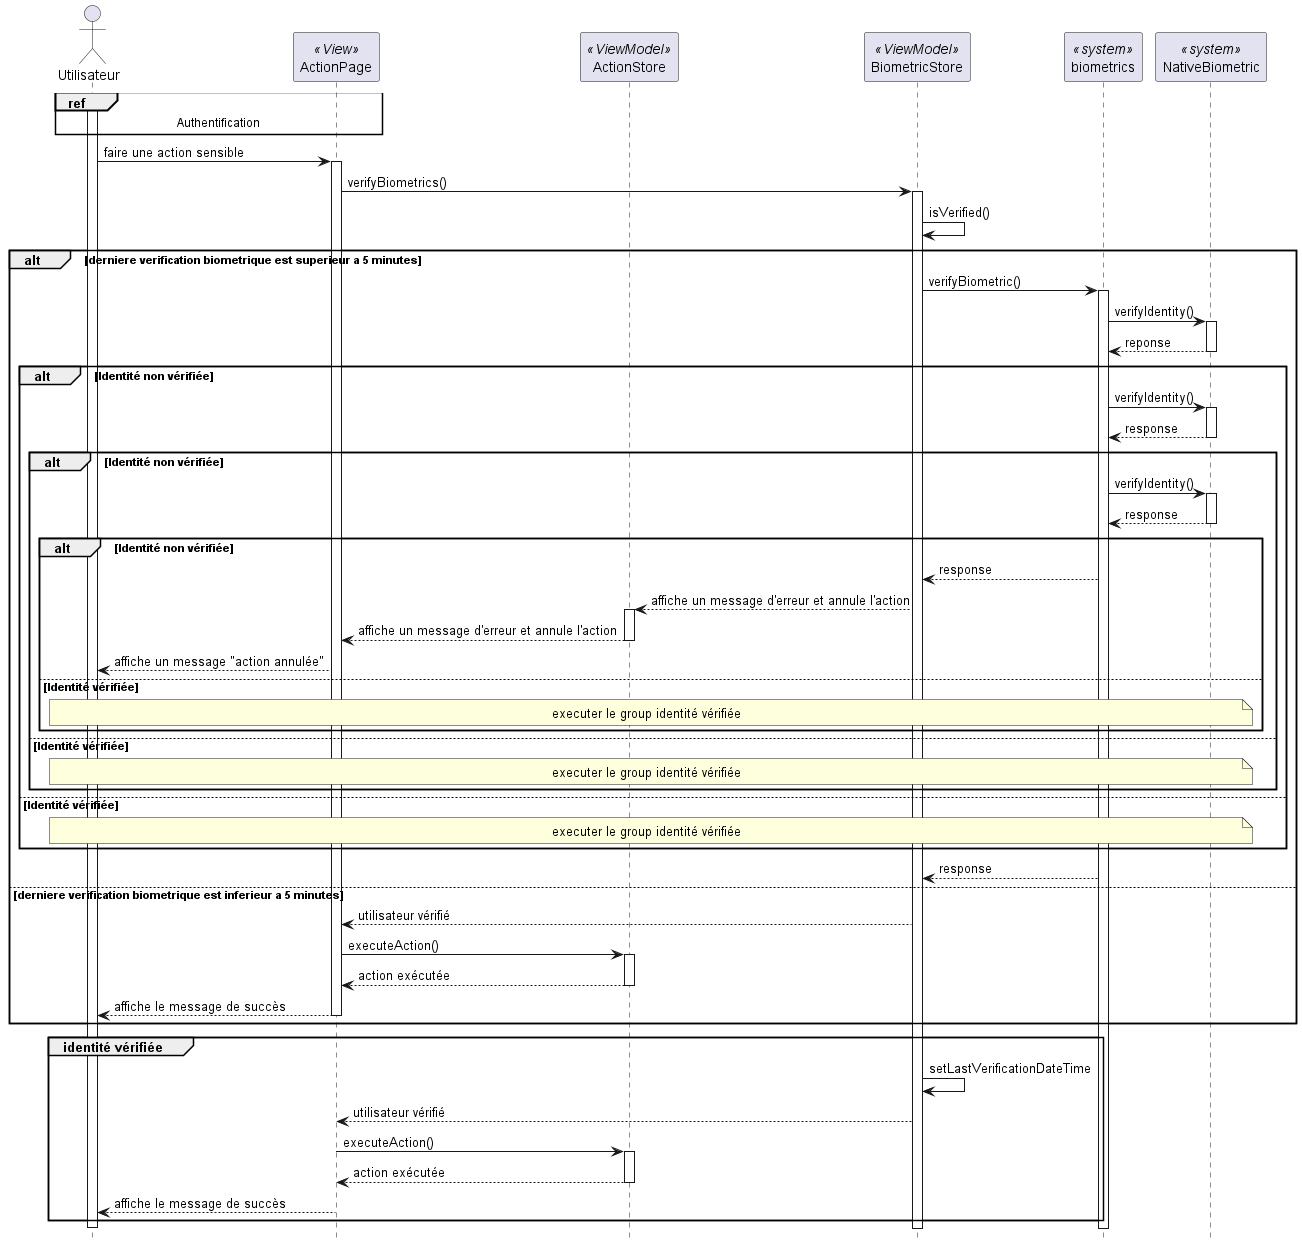 Utilisateur
« View»
ActionPage
« ViewModel»
ActionStore
« ViewModel»
BiometricStore
« system»
biometrics
« system»
NativeBiometric
ref
Authentification
faire une action sensible
verifyBiometrics()
isVerified()
alt [derniere verification biometrique est superieur a 5 minutes]
verifyBiometric()
verifyIdentity()
reponse
alt [Identité non vérifiée]
verifyIdentity()
response
alt [Identité non vérifiée]
verifyIdentity()
response
alt [Identité non vérifiée]
response
affiche un message d'erreur et annule l'action
affiche un message d'erreur et annule l'action
affiche un message "action annulée"
[Identité vérifiée]
executer le group identité vérifiée
[Identité vérifiée]
executer le group identité vérifiée
[Identité vérifiée]
executer le group identité vérifiée
response
[derniere verification biometrique est inferieur a 5 minutes]
utilisateur vérifié
executeAction()
action exécutée
affiche le message de succès
identité vérifiée
setLastVerificationDateTime
utilisateur vérifié
executeAction()
action exécutée
affiche le message de succès